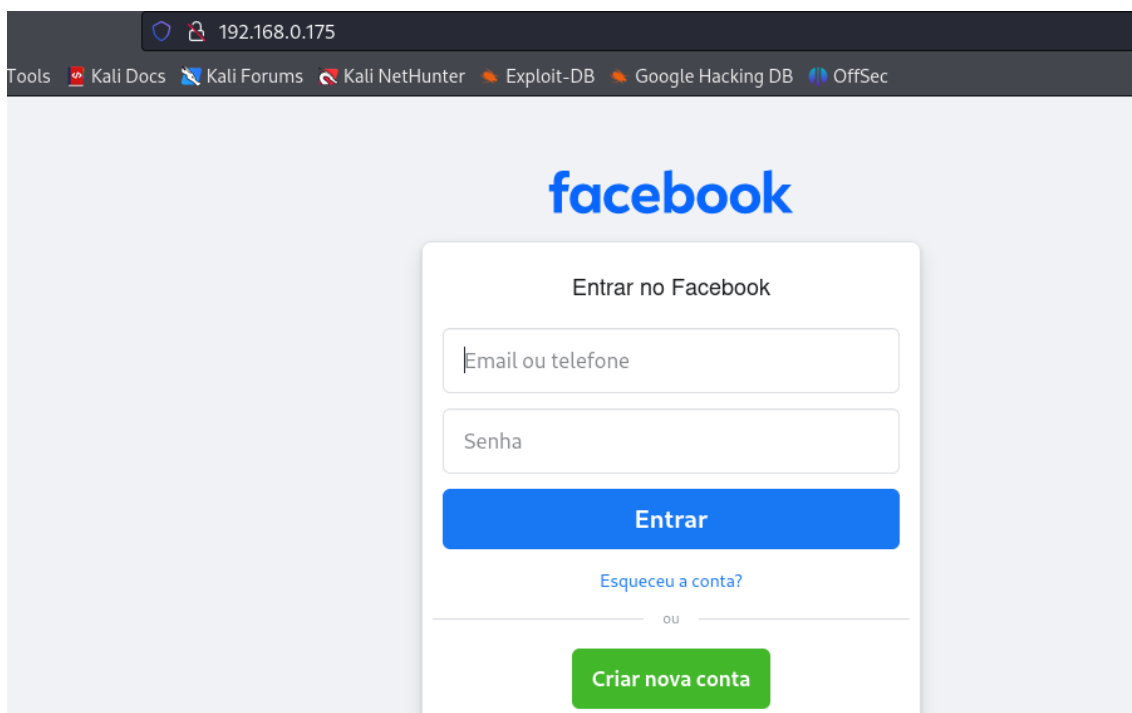 192.168.0.175
Tools Kali Docs Kali Forums Kali NetHunter Exploit-DB Google Hacking DB OffSec
facebook
Entrar no Facebook
Email ou telefone
Senha
Entrar
Esqueceu a conta?
ou
Criar nova conta